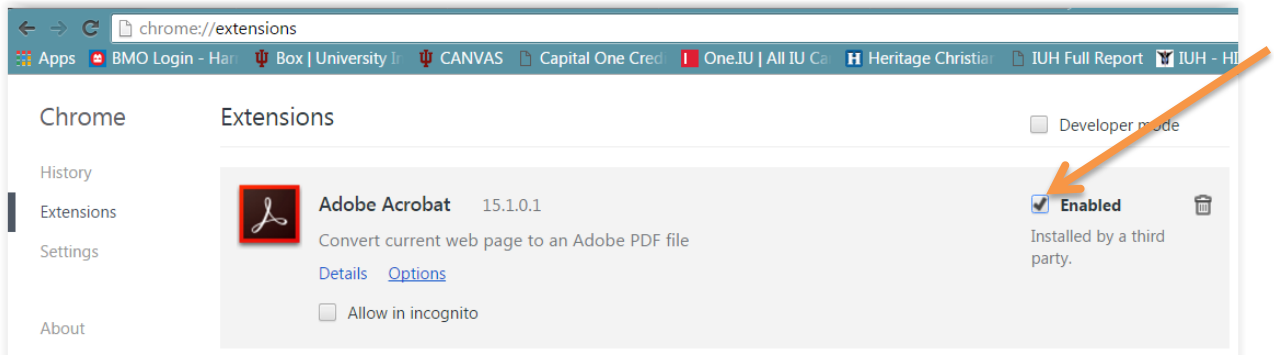 chrome://extensions
Apps BMO Login - Har Box | University In CANVAS Capital One Cred One.IU | All IU Ca Heritage Christian IUH Full Report IUH - HI
Chrome
Extensions
Developer mode
History
Extensions
Settings
About
Adobe Acrobat 15.1.0.1
Convert current web page to an Adobe PDF file
Details Options
Allow in incognito
Enabled
Installed by a third
party.